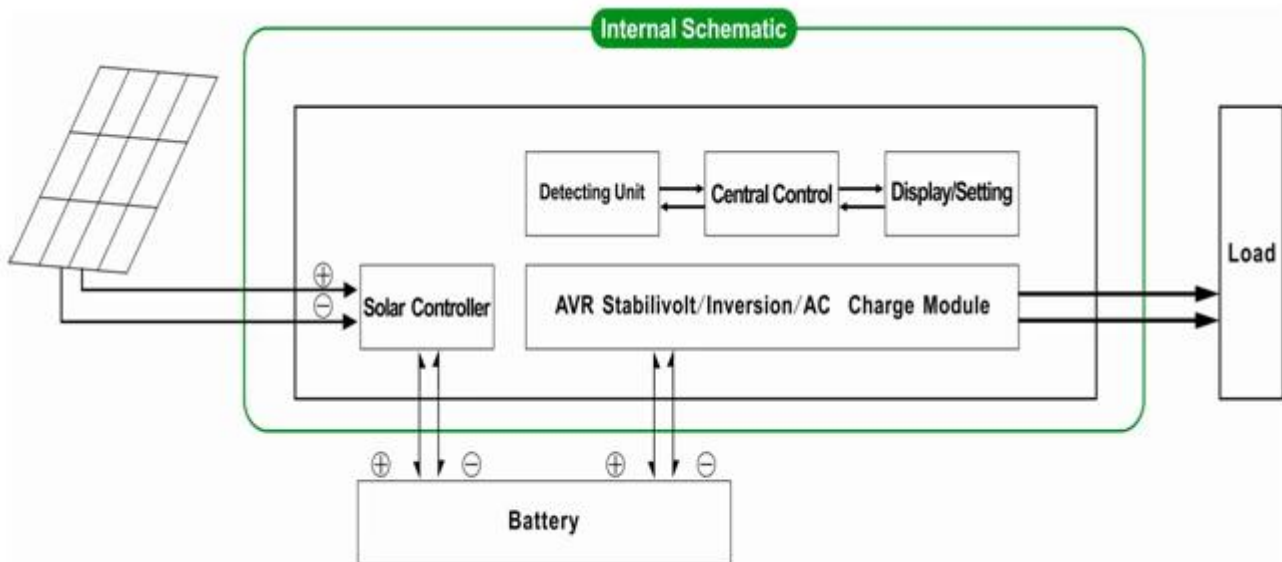 Internal Schematic
Detecting Unit
Central Control
Display/Setting
Load
⊕
⊖
Solar Controller
AVR Stabilivolt/Inversion/AC Charge Module
⊕ ⊖ ⊕ ⊖
Battery